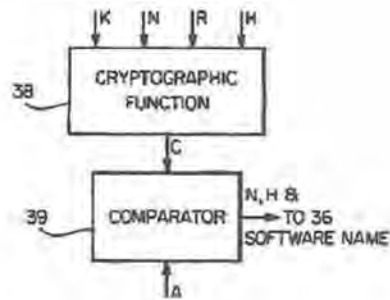 K N R H
38
CRYPTOGRAPHIC
FUNCTION
C
39
COMPARATOR
N, H &
TO 36
SOFTWARE NAME
A